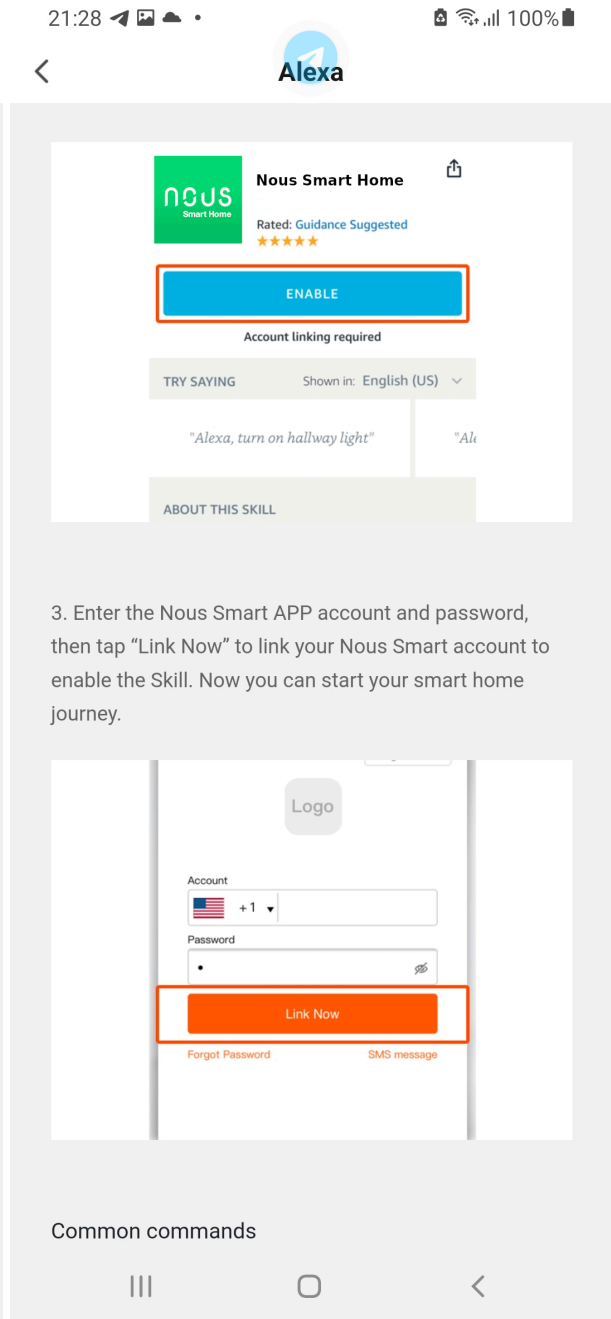 21:28
100%
Alexa
nous
Smart Home
Nous Smart Home
Rated: Guidance Suggested
ENABLE
Account linking required
TRY SAYING
Shown in: English (US)
"Alexa, turn on hallway light"
"Al
ABOUT THIS SKILL
3. Enter the Nous Smart APP account and password,
then tap “Link Now” to link your Nous Smart account to
enable the Skill. Now you can start your smart home
journey.
Logo
Account
+1
Password
Link Now
Forgot Password
SMS message
Common commands